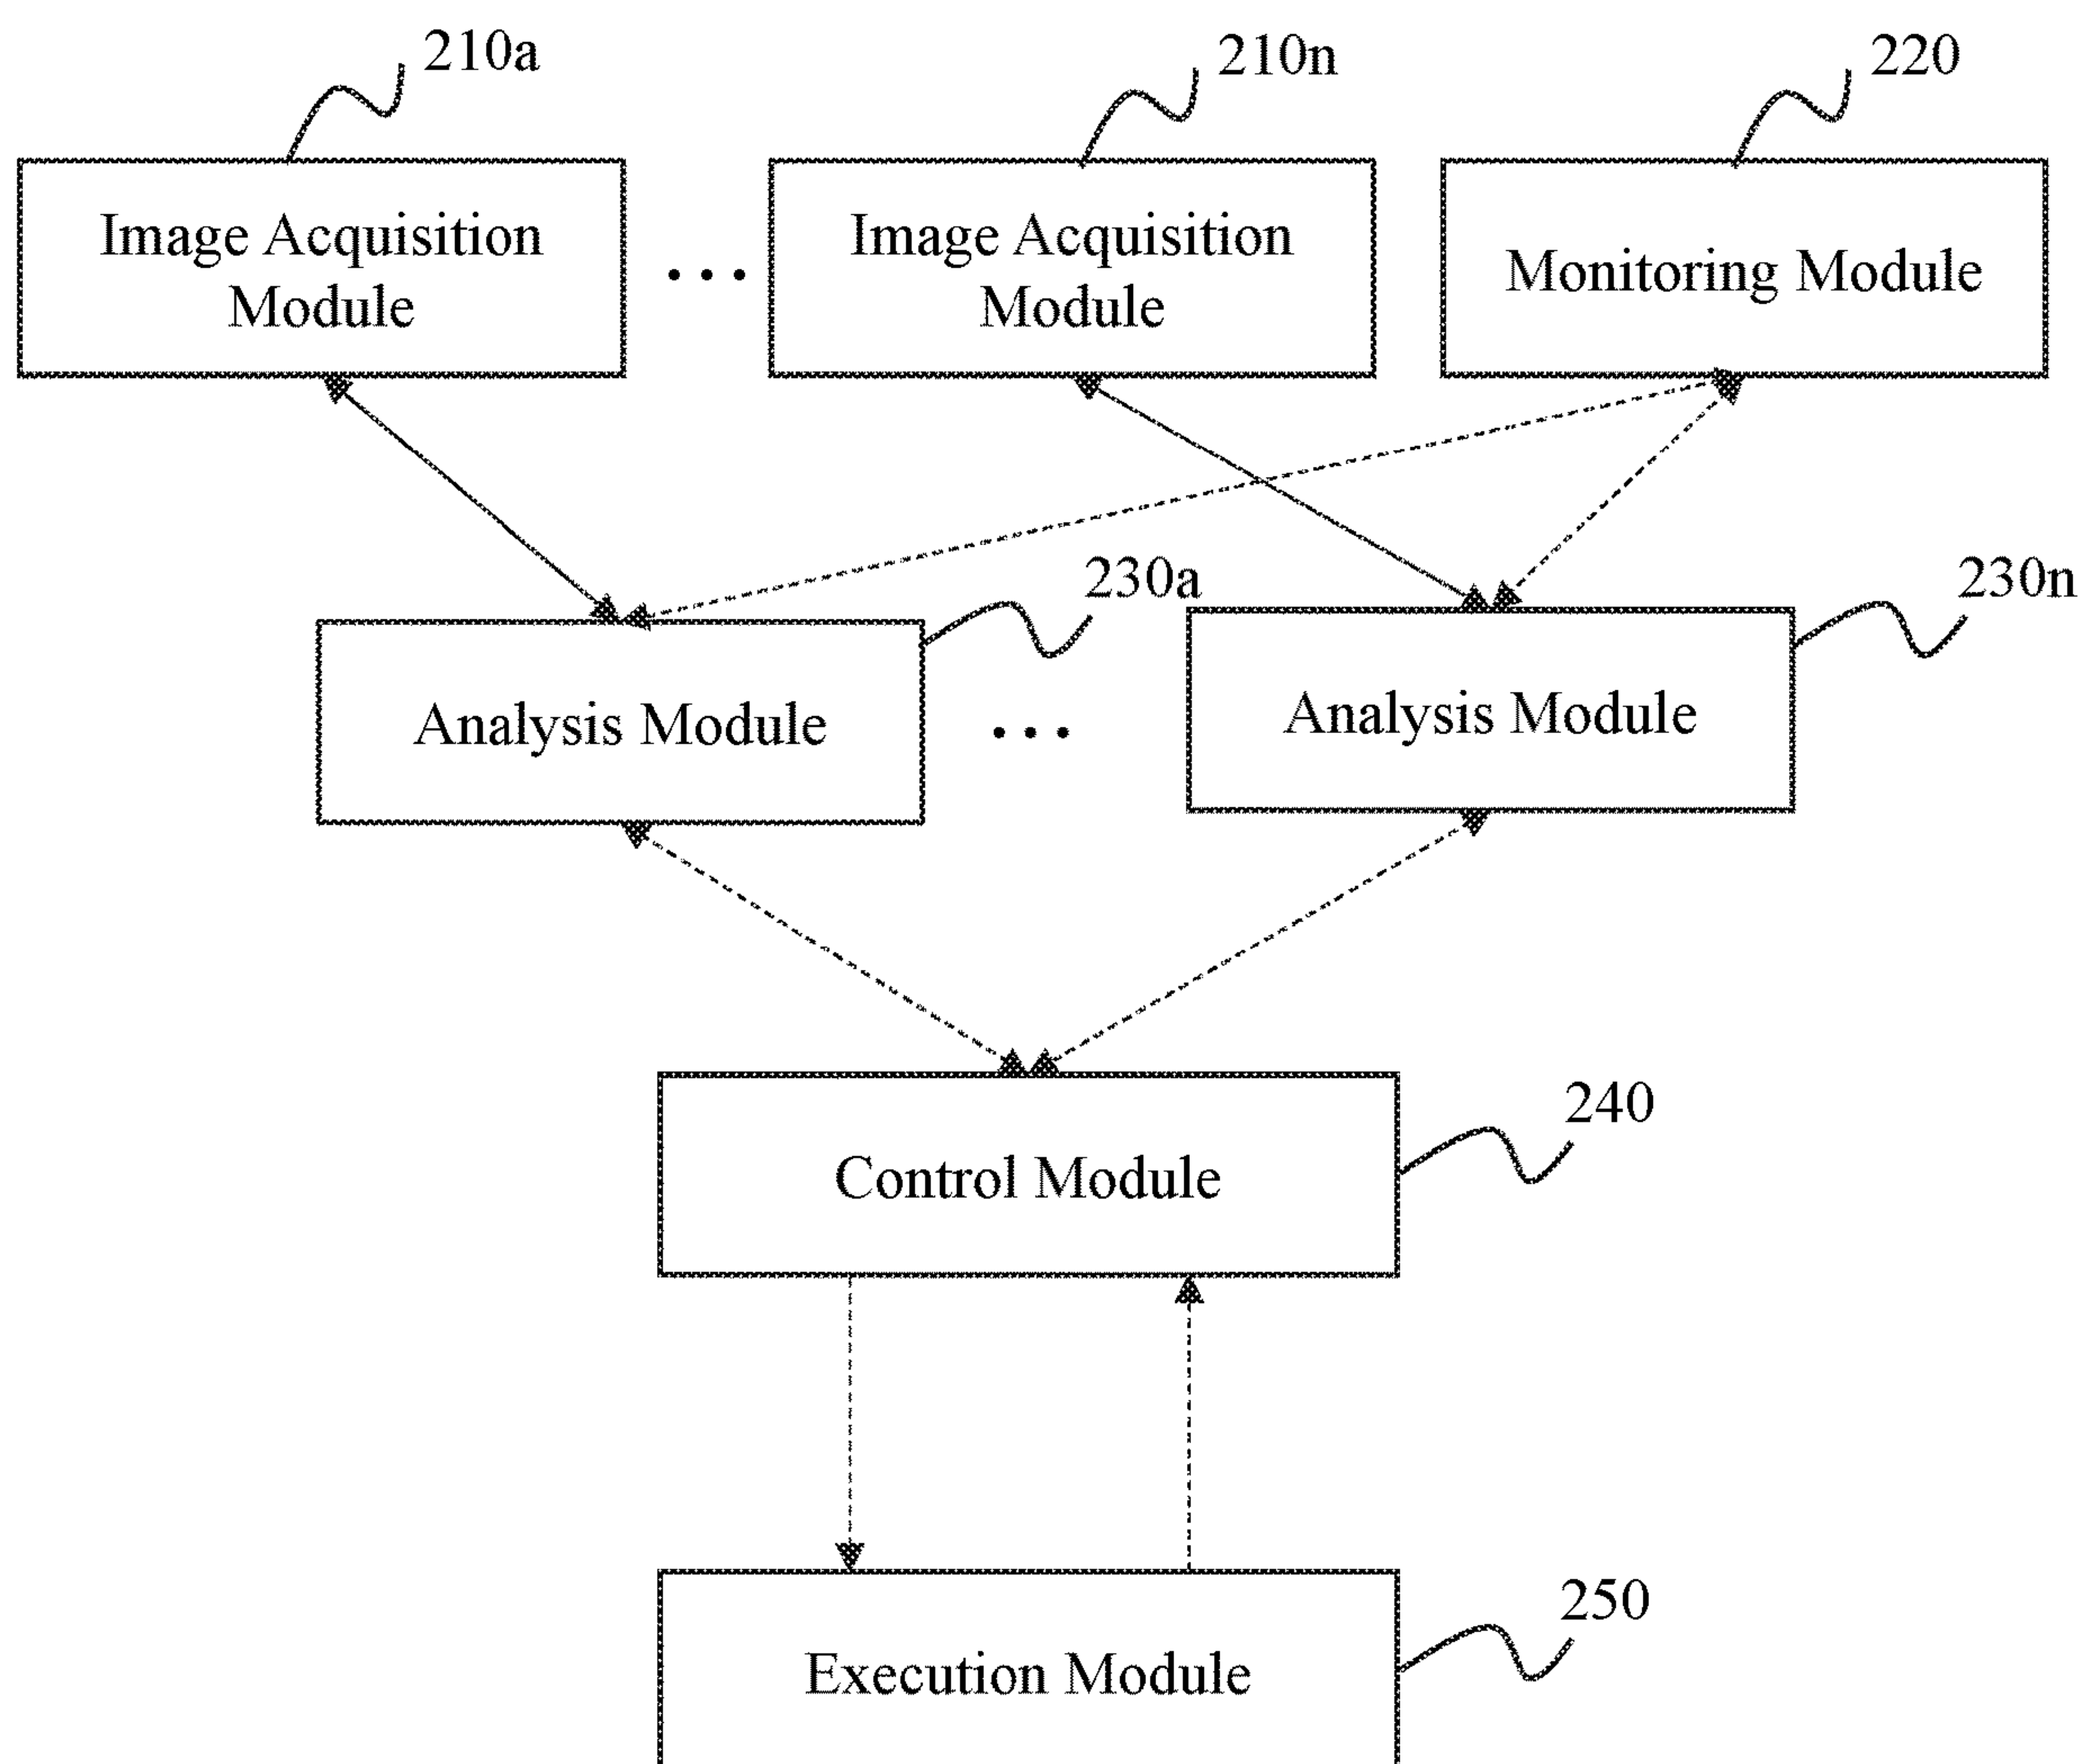 210a
210n
220
Image Acquisition
Module
...
Image Acquisition
Module
Monitoring Module
230a
230n
Analysis Module
...
Analysis Module
240
Control Module
250
Execution Module